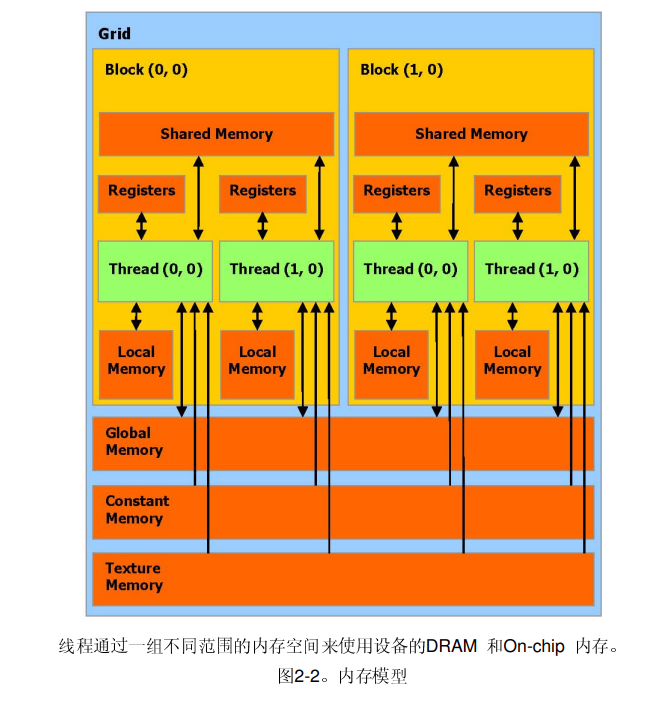 Grid
Block (0, 0)
Block (1, 0)
Shared Memory
Shared Memory
Registers
Registers
Registers
Registers
Thread (0, 0)
Thread (1, 0)
Thread (0, 0)
Thread (1, 0)
Local
Memory
Local
Memory
Local
Memory
Local
Memory
Global
Memory
Constant
Memory
Texture
Memory
线程通过一组不同范围的内存空间来使用设备的DRAM 和On-chip 内存。
图2-2。内存模型